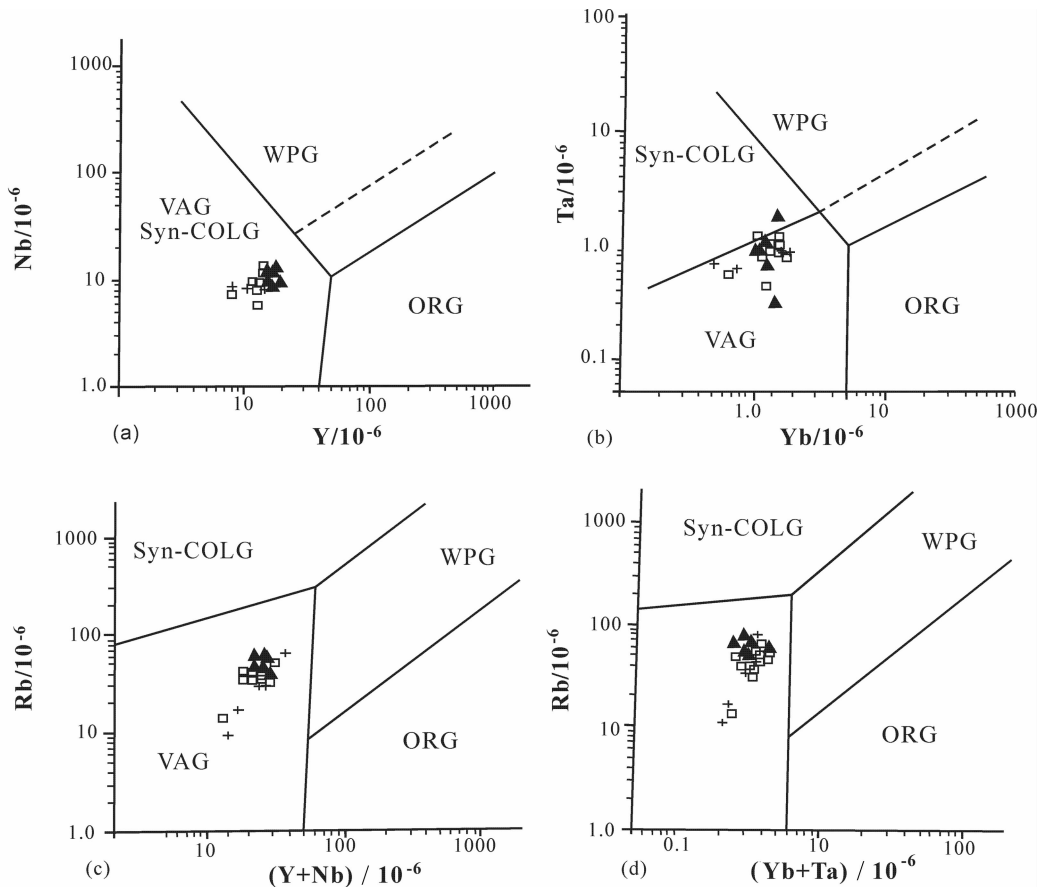 1000
100
10
1.0
Nb/10⁻⁶
WPG
VAG
Syn-COLG
ORG
10
100
1000
(a)
Y/10⁻⁶
100
10
1.0
0.1
Ta/10⁻⁶
WPG
Syn-COLG
VAG
ORG
1.0
10
1000
(b)
Yb/10⁻⁶
1000
100
10
1.0
Rb/10⁻⁶
Syn-COLG
WPG
VAG
ORG
10
100
1000
(c)
(Y+Nb) / 10⁻⁶
1000
100
10
1.0
Rb/10⁻⁶
Syn-COLG
WPG
VAG
ORG
0.1
10
100
(d)
(Yb+Ta) / 10⁻⁶